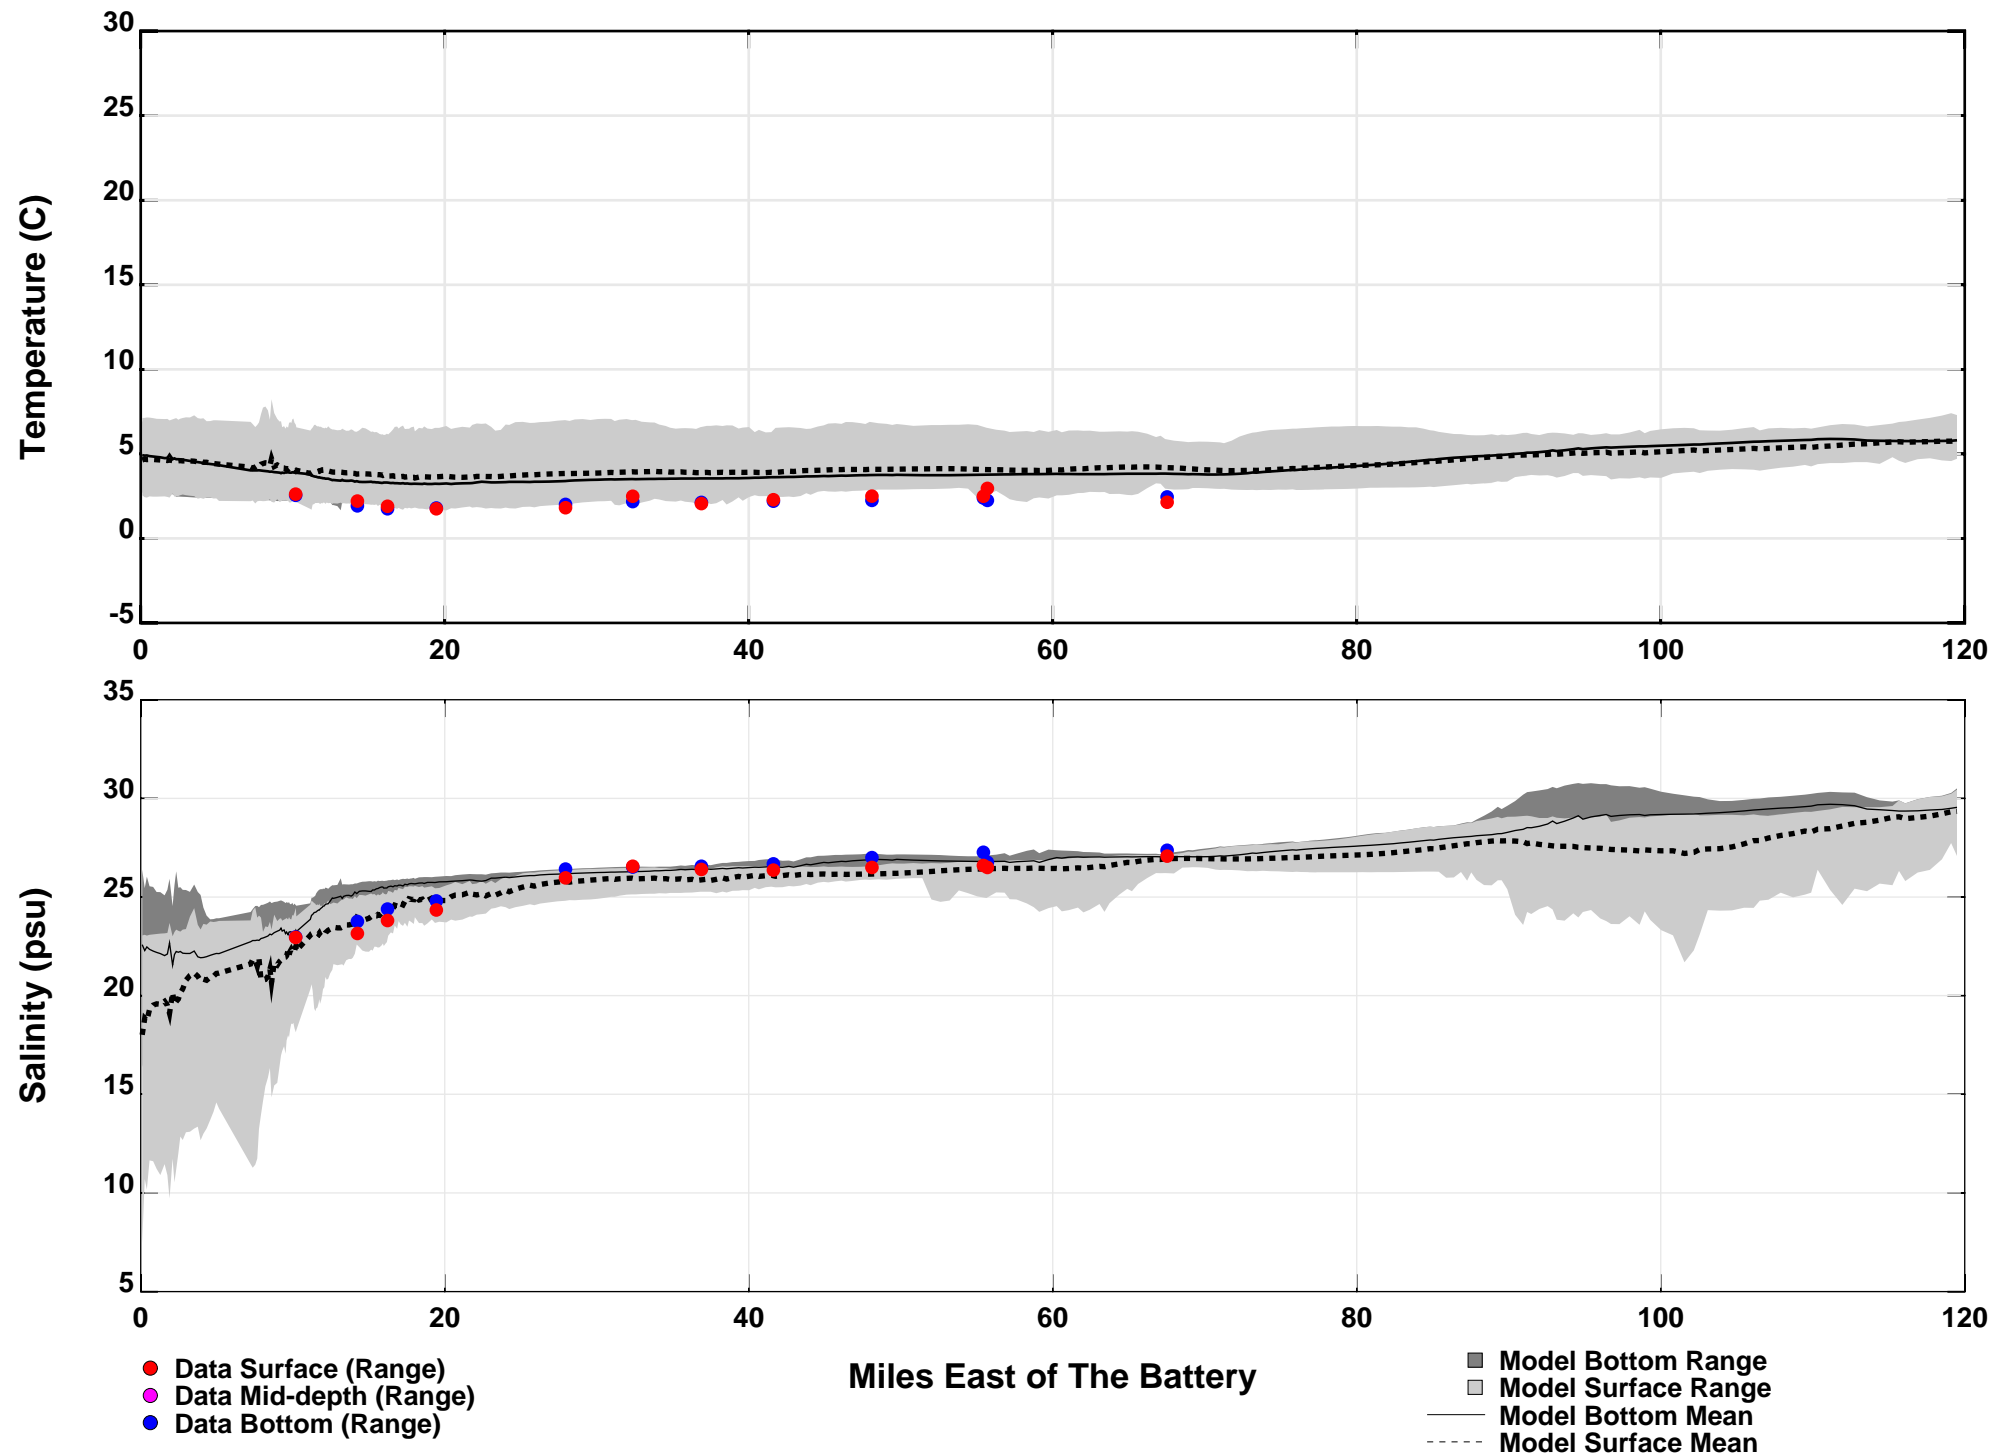 30
25
20
15
10
5
0
-5
Temperature (C)
0 20 40 60 80 100 120
35
30
25
20
15
10
5
Salinity (psu)
0 20 40 60 80 100 120
Miles East of The Battery
Data Surface (Range)
Data Mid-depth (Range)
Data Bottom (Range)
Model Bottom Range
Model Surface Range
Model Bottom Mean
Model Surface Mean